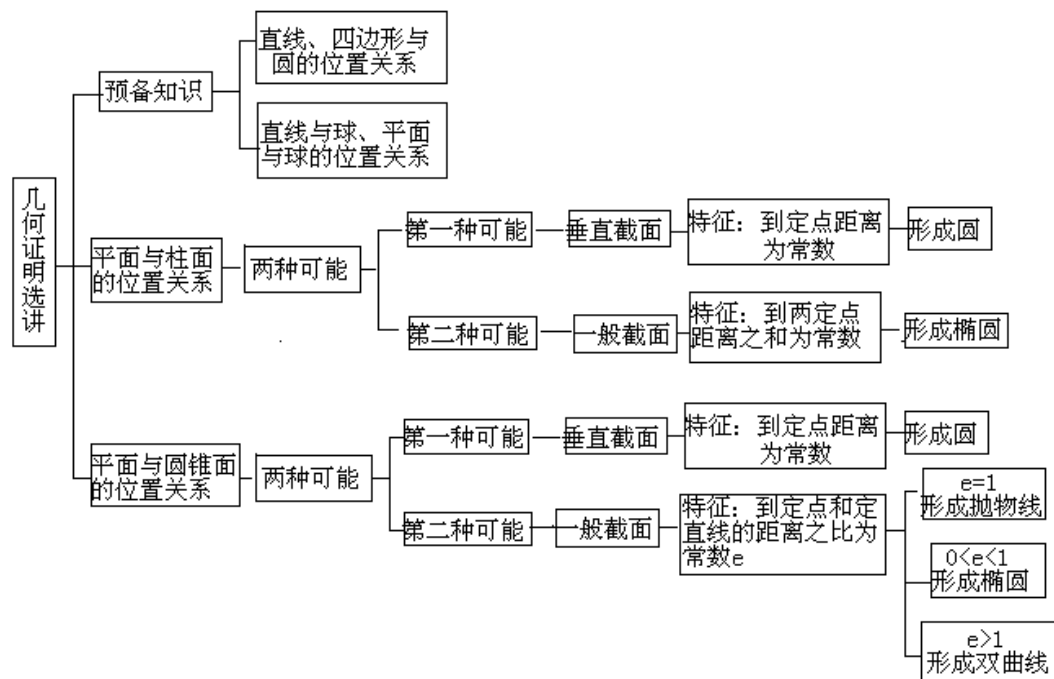 几何证明选讲
预备知识
直线、四边形与
圆的位置关系
直线与球、平面
与球的位置关系
平面与柱面
的位置关系
两种可能
第一种可能
垂直截面
特征：到定点距离
为常数
形成圆
第二种可能
一般截面
特征：到两定点
距离之和为常数
形成椭圆
平面与圆锥面
的位置关系
两种可能
第一种可能
垂直截面
特征：到定点距离
为常数
形成圆
第二种可能
一般截面
特征：到定点和定
直线的距离之比为
常数e
e=1
形成抛物线
0<e<1
形成椭圆
e>1
形成双曲线